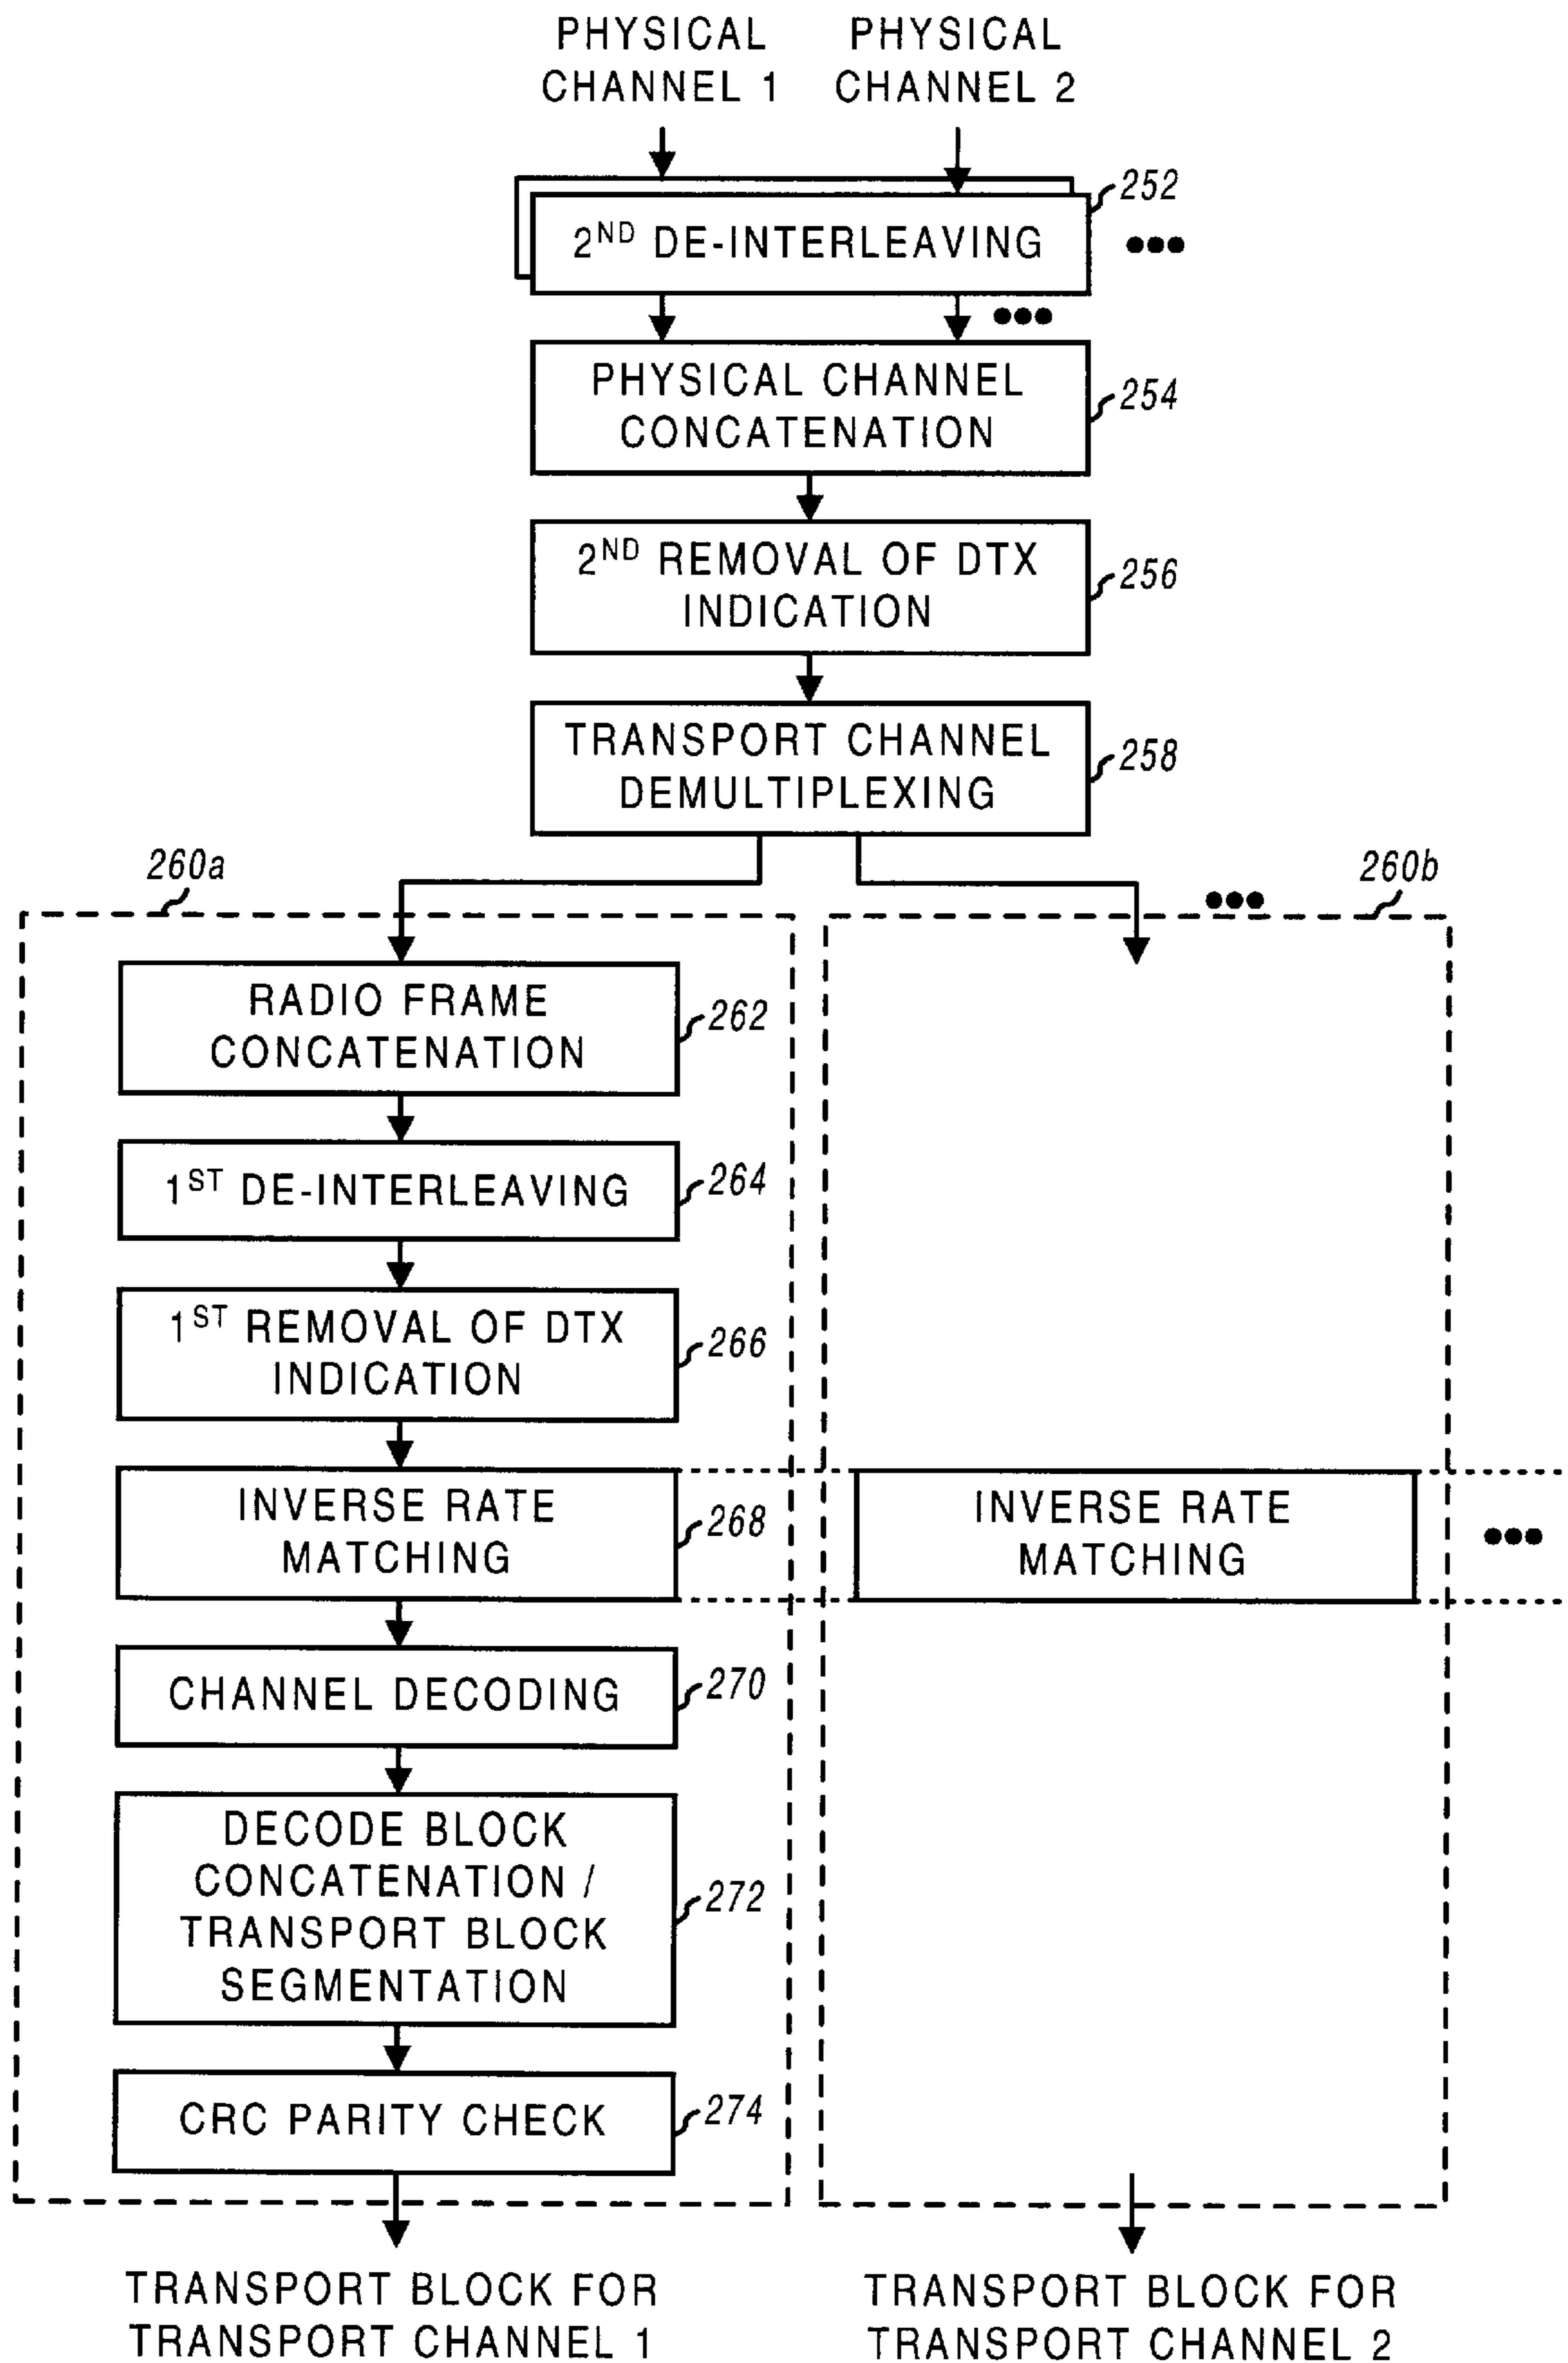 PHYSICAL CHANNEL 1
PHYSICAL CHANNEL 2
252
2ND DE-INTERLEAVING
PHYSICAL CHANNEL
CONCATENATION
254
2ND REMOVAL OF DTX
INDICATION
256
TRANSPORT CHANNEL
DEMULTIPLEXING
258
260a
260b
RADIO FRAME
CONCATENATION
262
1ST DE-INTERLEAVING
264
1ST REMOVAL OF DTX
INDICATION
266
INVERSE RATE
MATCHING
268
INVERSE RATE
MATCHING
CHANNEL DECODING
270
DECODE BLOCK
CONCATENATION /
TRANSPORT BLOCK
SEGMENTATION
272
CRC PARITY CHECK
274
TRANSPORT BLOCK FOR
TRANSPORT CHANNEL 1
TRANSPORT BLOCK FOR
TRANSPORT CHANNEL 2